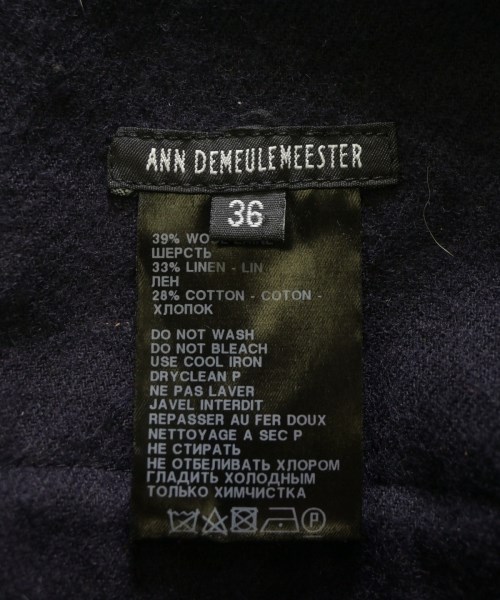 ANN DEMEULEMEESTER
36
39% WO
ШЕРСТЬ
33% LINEN - LIN
ЛЕН
28% COTTON - COTON -
ХЛОПОК
DO NOT WASH
DO NOT BLEACH
USE COOL IRON
DRYCLEAN P
NE PAS LAVER
JAVEL INTERDIT
REPASSER AU FER DOUX
NETTOYAGE A SEC P
НЕ СТИРАТЬ
НЕ ОТБЕЛИВАТЬ ХЛОРОМ
ГЛАДИТЬ ХОЛОДНЫМ
ТОЛЬКО ХИМЧИСТКА
P